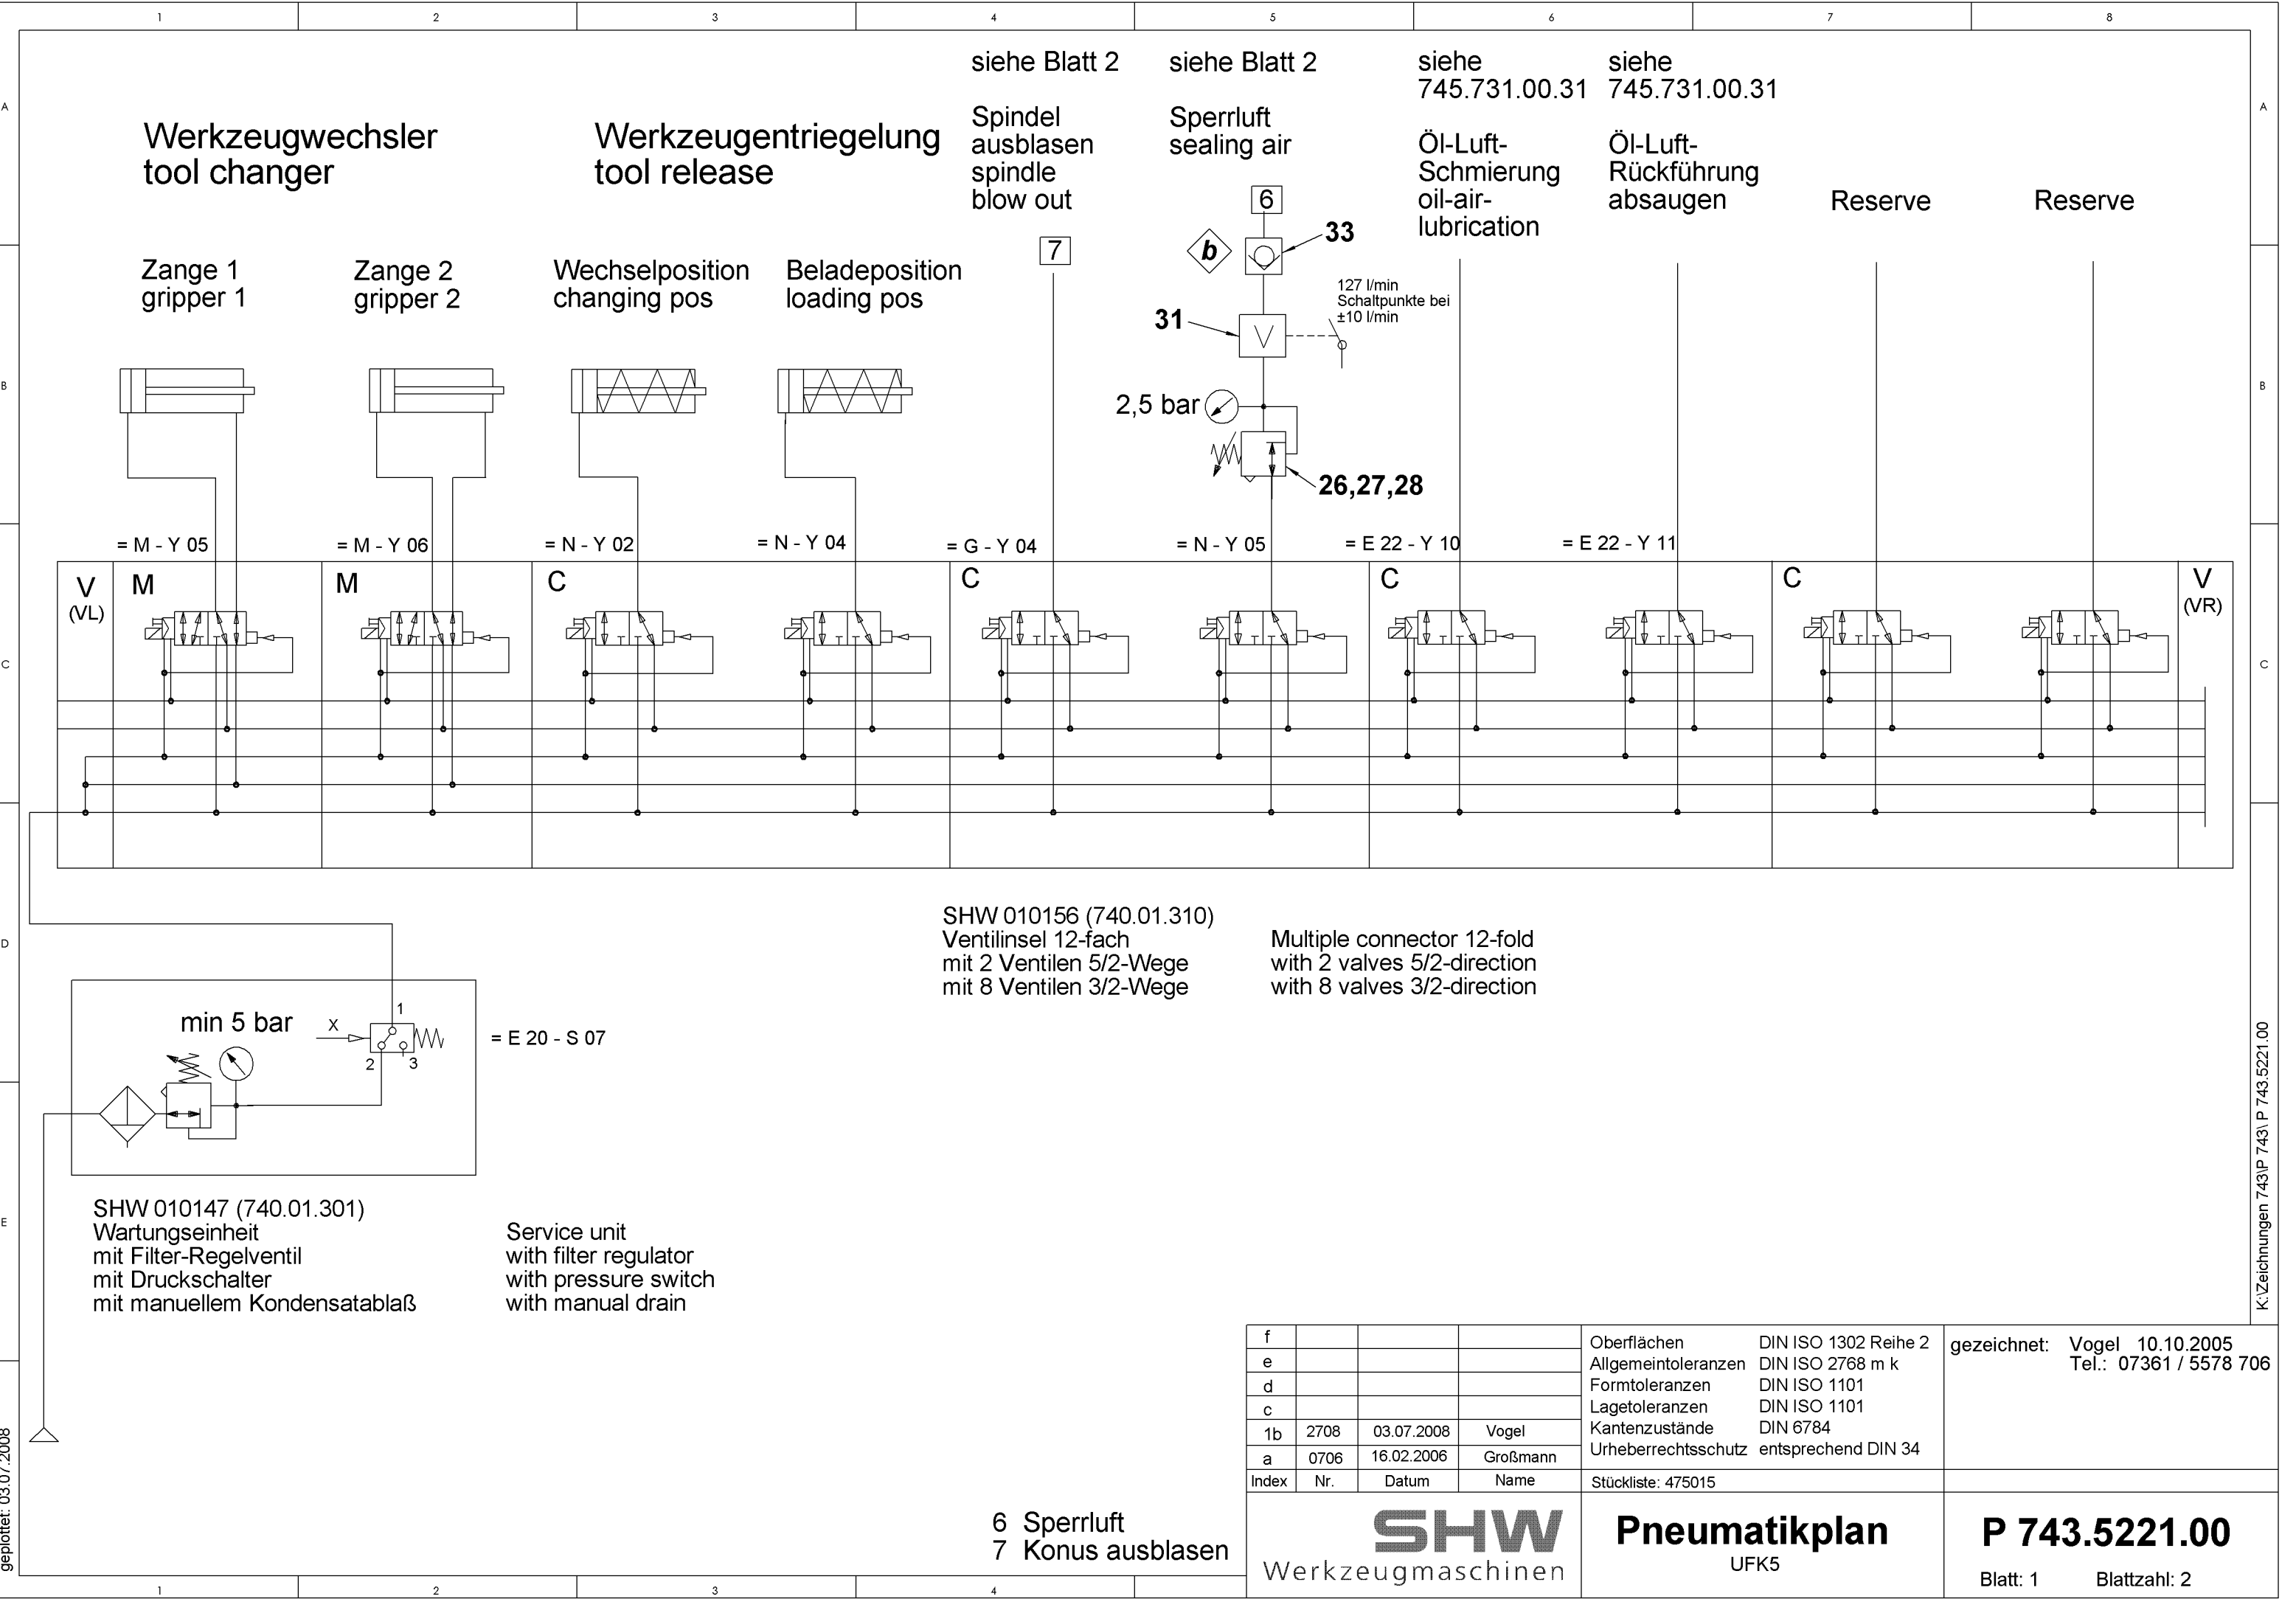 1 2 3 4 5 6 7 8
A
A
siehe Blatt 2
siehe Blatt 2
siehe
745.731.00.31
siehe
745.731.00.31
Werkzeugwechsler
tool changer
Werkzeugentriegelung
tool release
Spindel
ausblasen
spindle
blow out
Sperrluft
sealing air
Öl-Luft-
Schmierung
oil-air-
lubrication
Öl-Luft-
Rückführung
absaugen
Reserve
Reserve
6
7
b
33
Zange 1
gripper 1
Zange 2
gripper 2
Wechselposition
changing pos
Beladeposition
loading pos
127 l/min
Schaltpunkte bei
±10 l/min
31
V
B
B
2,5 bar
26,27,28
= M - Y 05
= M - Y 06
= N - Y 02
= N - Y 04
= G - Y 04
= N - Y 05
= E 22 - Y 10
= E 22 - Y 11
V
(VL)
M
M
C
C
C
C
V
(VR)
C
C
D
D
SHW 010156 (740.01.310)
Ventilinsel 12-fach
mit 2 Ventilen 5/2-Wege
mit 8 Ventilen 3/2-Wege
Multiple connector 12-fold
with 2 valves 5/2-direction
with 8 valves 3/2-direction
min 5 bar
X
1
2
3
= E 20 - S 07
E
SHW 010147 (740.01.301)
Wartungseinheit
mit Filter-Regelventil
mit Druckschalter
mit manuellem Kondensatablaß
Service unit
with filter regulator
with pressure switch
with manual drain
K:\Zeichnungen 743\P 743\ P 743.5221.00
geplottet: 03.07.2008
6 Sperrluft
7 Konus ausblasen
f
e
d
c
1b 2708 03.07.2008 Vogel
a 0706 16.02.2006 Großmann
Index Nr. Datum Name
Oberflächen DIN ISO 1302 Reihe 2
Allgemeintoleranzen DIN ISO 2768 m k
Formtoleranzen DIN ISO 1101
Lagetoleranzen DIN ISO 1101
Kantenzustände DIN 6784
Urheberrechtsschutz entsprechend DIN 34
gezeichnet: Vogel 10.10.2005
Tel.: 07361 / 5578 706
Stückliste: 475015
SHW
Werkzeugmaschinen
Pneumatikplan
UFK5
P 743.5221.00
Blatt: 1 Blattzahl: 2
1 2 3 4